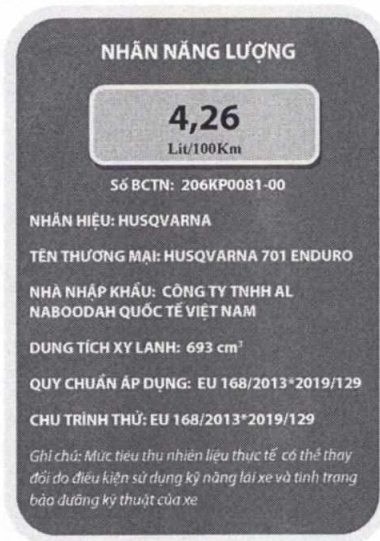 NHÃN NĂNG LƯỢNG
4,26
Lit/100Km
Số BCTN: 206KP0081-00
NHÃN HIỆU: HUSQVARNA
TÊN THƯƠNG MẠI: HUSQVARNA 701 ENDURO
NHÀ NHẬP KHẨU: CÔNG TY TNHH AL
NABOODAH QUỐC TẾ VIỆT NAM
DUNG TÍCH XY LANH: 693 cm³
QUY CHUẨN ÁP DỤNG: EU 168/2013*2019/129
CHU TRÌNH THỬ: EU 168/2013*2019/129
Ghi chú: Mức tiêu thu nhiên liệu thực tế có thể thay
đổi do điều kiện sử dụng kỹ năng lái xe và tình trạng
bảo dưỡng kỹ thuật của xe